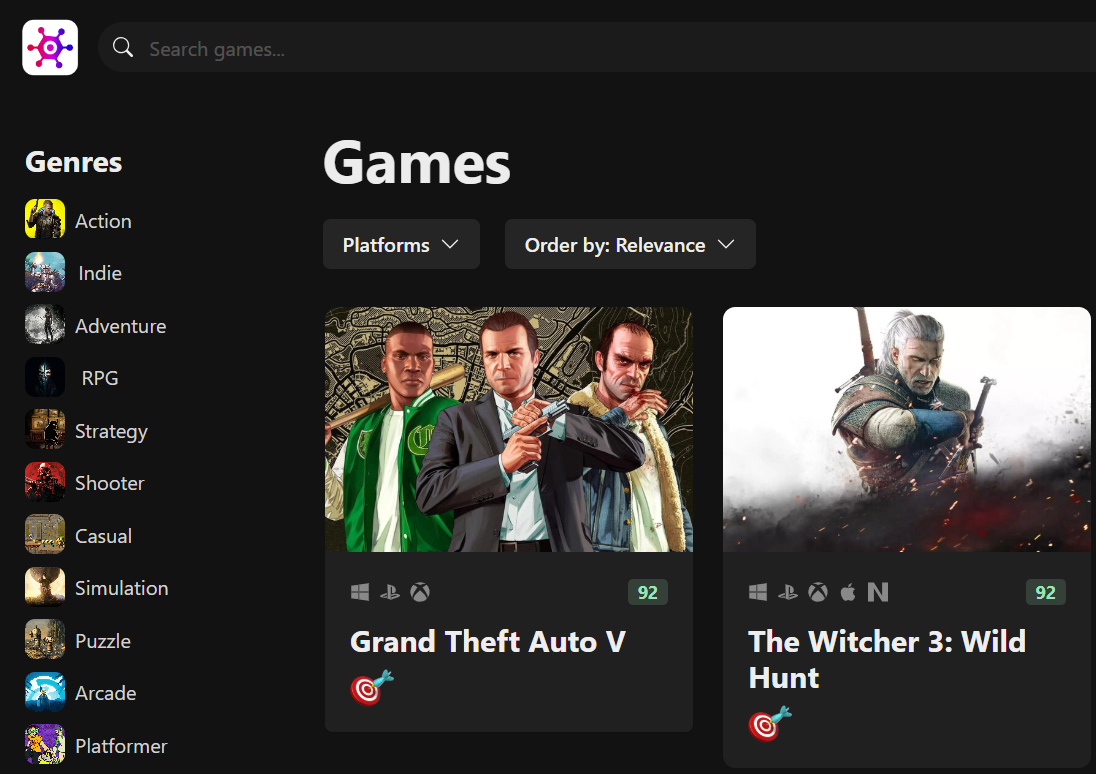 Search games...
Genres
Action
Indie
Adventure
RPG
Strategy
Shooter
Casual
Simulation
Puzzle
Arcade
Platformer
Games
Platforms
Order by: Relevance
92
Grand Theft Auto V
92
The Witcher 3: Wild
Hunt